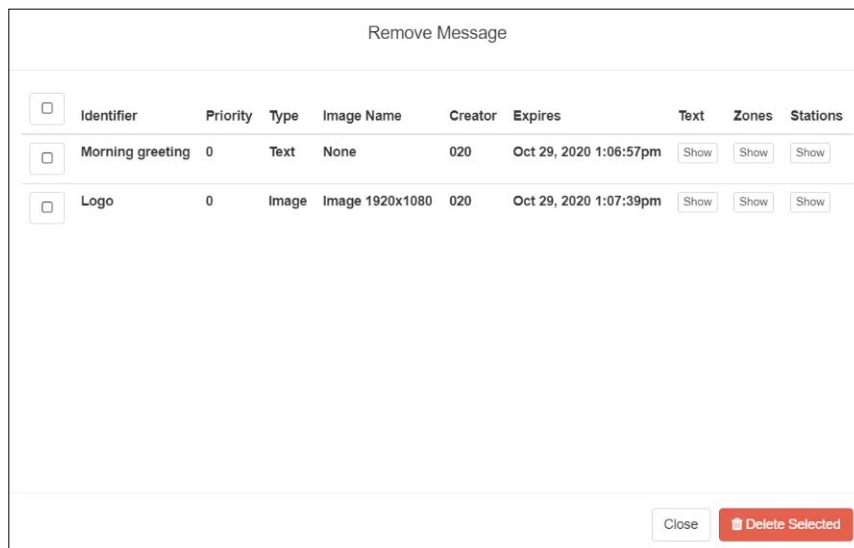 Remove Message
Identifier Priority Type Image Name Creator Expires Text Zones Stations
Morning greeting 0 Text None 020 Oct 29, 2020 1:06:57pm Show Show Show
Logo 0 Image Image 1920x1080 020 Oct 29, 2020 1:07:39pm Show Show Show
Close Delete Selected